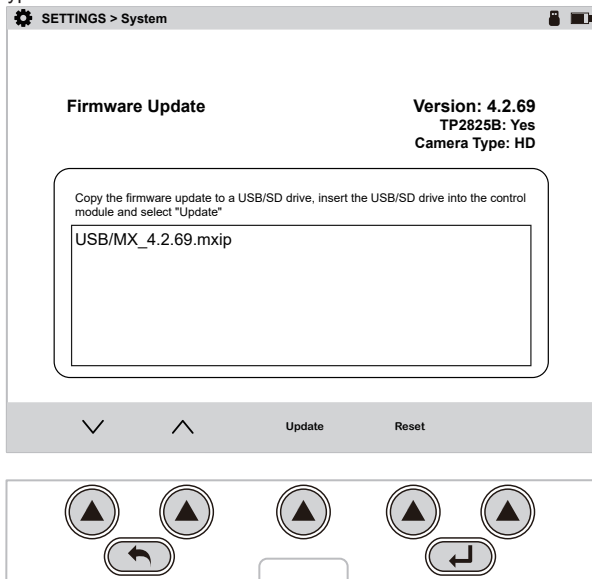 SETTINGS > System
Firmware Update
Version: 4.2.69
TP2825B: Yes
Camera Type: HD
Copy the firmware update to a USB/SD drive, insert the USB/SD drive into the control
module and select "Update"
USB/MX_4.2.69.mxip
Update Reset